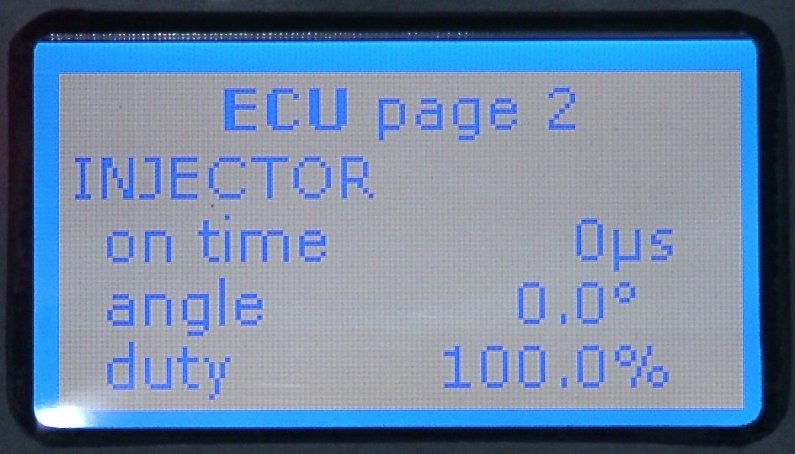 ECU page 2
INJECTOR
on time 0µs
angle 0.0°
duty 100.0%